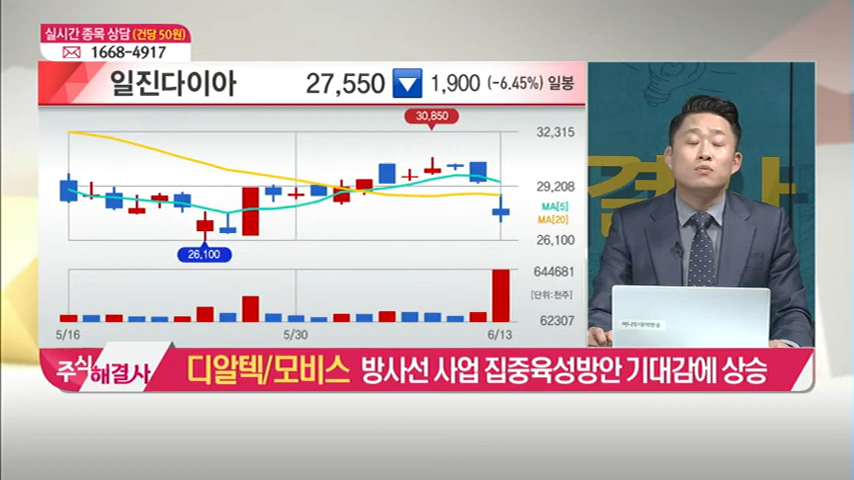 실시간 종목 상담 (건당 50원)
1668-4917
일진다이아 27,550 1,900 (-6.45%) 일봉
30,850
32,315
29,208
MA[5]
MA[20]
26,100
26,100
644681
[단위:천주]
62307
5/16 5/30 6/13
주식해결사
디알텍/모비스 방사선 사업 집중육성방안 기대감에 상승